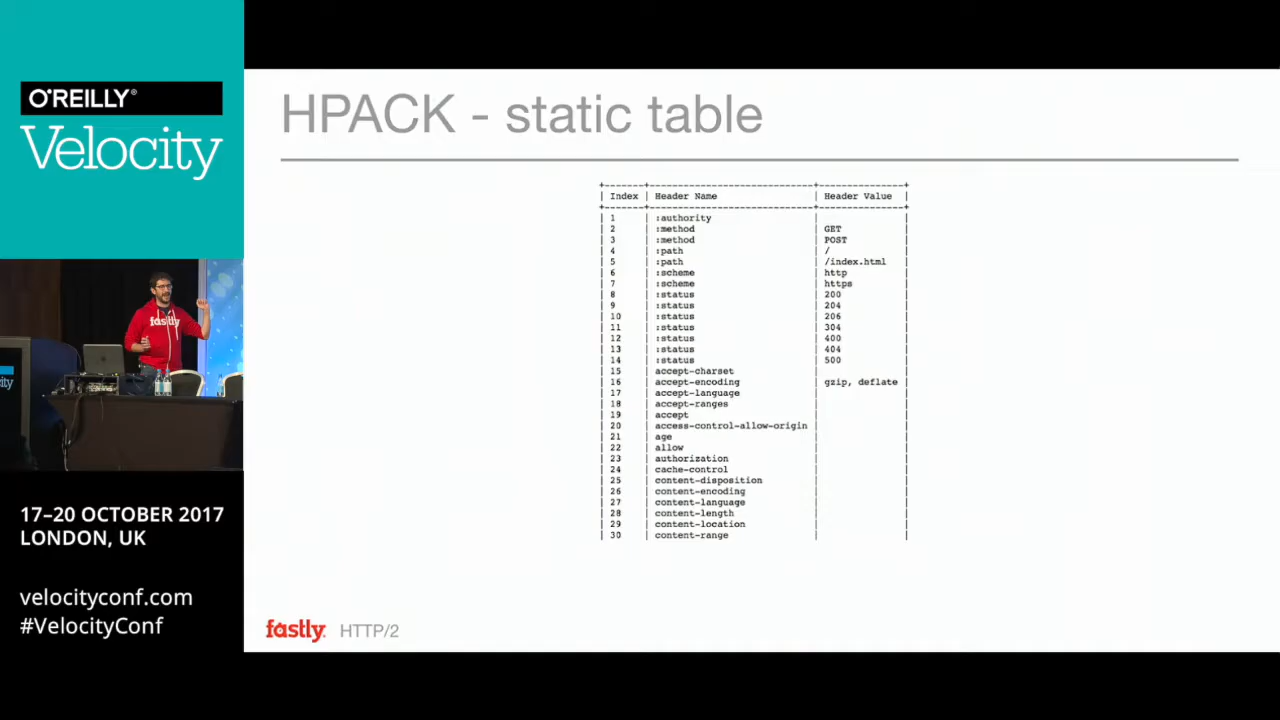 O'REILLY®
Velocity
fastly
city
17–20 OCTOBER 2017
LONDON, UK
velocityconf.com
#VelocityConf
HPACK - static table
+-------+-----------------------------+---------------+
| Index | Header Name | Header Value |
+-------+-----------------------------+---------------+
| 1 | :authority | |
| 2 | :method | GET |
| 3 | :method | POST |
| 4 | :path | / |
| 5 | :path | /index.html |
| 6 | :scheme | http |
| 7 | :scheme | https |
| 8 | :status | 200 |
| 9 | :status | 204 |
| 10 | :status | 206 |
| 11 | :status | 304 |
| 12 | :status | 400 |
| 13 | :status | 404 |
| 14 | :status | 500 |
| 15 | accept-charset | |
| 16 | accept-encoding | gzip, deflate |
| 17 | accept-language | |
| 18 | accept-ranges | |
| 19 | accept | |
| 20 | access-control-allow-origin | |
| 21 | age | |
| 22 | allow | |
| 23 | authorization | |
| 24 | cache-control | |
| 25 | content-disposition | |
| 26 | content-encoding | |
| 27 | content-language | |
| 28 | content-length | |
| 29 | content-location | |
| 30 | content-range | |
fastly. HTTP/2